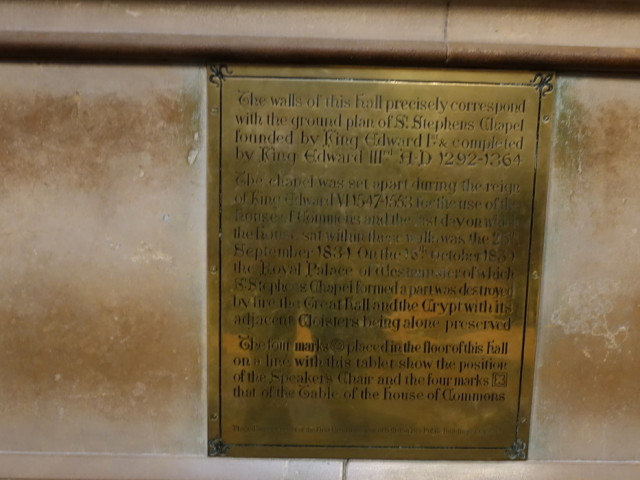 The walls of this hall precisely correspond
with the ground plan of St. Stephens Chapel
founded by King Edward Ist & completed
by King Edward IIIrd A.D 1292-1364
The chapel was set apart during the reign
of King Edward VI 1547-1553 for the use of the
House of Commons and the last day on which
the House sat within these walls was the
September 1834 On the 16th October 1834
the Royal Palace of Westminster of which
St Stephens Chapel formed a part was destroyed
by fire the Great Hall and the Crypt with its
adjacent Cloisters being alone preserved
The four marks placed in the floor of this hall
on a line with this tablet show the position
of the Speakers Chair and the four marks
that of the Table of the House of Commons